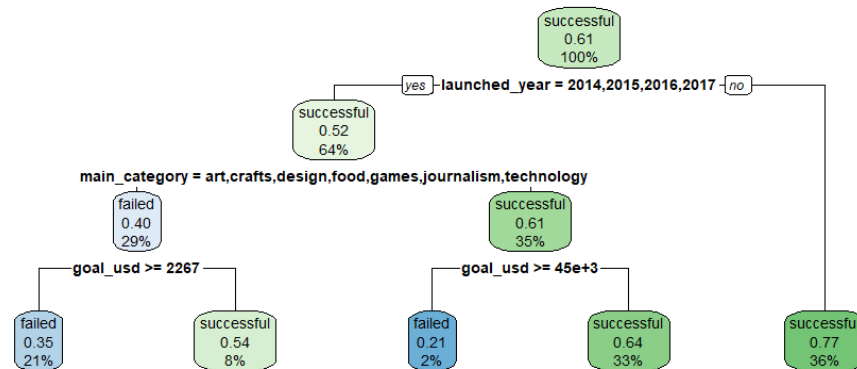 successful
0.61
100%
yes launched_year = 2014,2015,2016,2017 no
successful
0.52
64%
main_category = art,crafts,design,food,games,journalism,technology
failed
0.40
29%
successful
0.61
35%
goal_usd >= 2267
goal_usd >= 45e+3
failed
0.35
21%
successful
0.54
8%
failed
0.21
2%
successful
0.64
33%
successful
0.77
36%